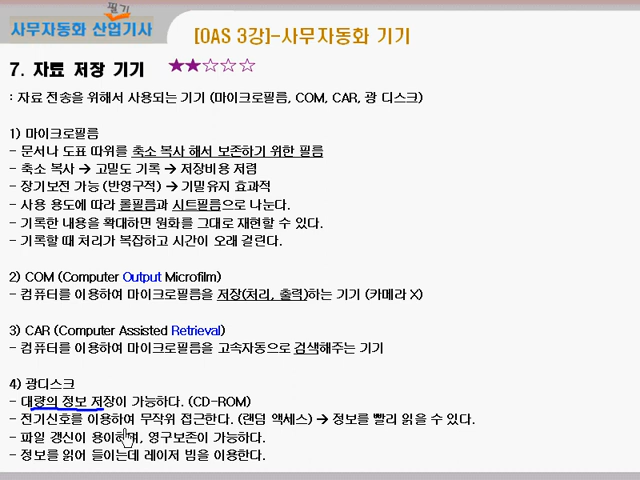 필기
사무자동화 산업기사
[OAS 3강]-사무자동화 기기
7. 자료 저장 기기 ★★☆☆☆
: 자료 전송을 위해서 사용되는 기기 (마이크로필름, COM, CAR, 광 디스크)
1) 마이크로필름
- 문서나 도표 따위를 축소 복사 해서 보존하기 위한 필름
- 축소 복사 → 고밀도 기록 → 저장비용 저렴
- 장기보전 가능 (반영구적) → 기밀유지 효과적
- 사용 용도에 따라 롤필름과 시트필름으로 나눈다.
- 기록한 내용을 확대하면 원화를 그대로 재현할 수 있다.
- 기록할 때 처리가 복잡하고 시간이 오래 걸린다.
2) COM (Computer Output Microfilm)
- 컴퓨터를 이용하여 마이크로필름을 저장(처리, 출력)하는 기기 (카메라 X)
3) CAR (Computer Assisted Retrieval)
- 컴퓨터를 이용하여 마이크로필름을 고속자동으로 검색해주는 기기
4) 광디스크
- 대량의 정보 저장이 가능하다. (CD-ROM)
- 전기신호를 이용하여 무작위 접근한다. (랜덤 액세스) → 정보를 빨리 읽을 수 있다.
- 파일 갱신이 용이하며, 영구보존이 가능하다.
- 정보를 읽어 들이는데 레이저 빔을 이용한다.